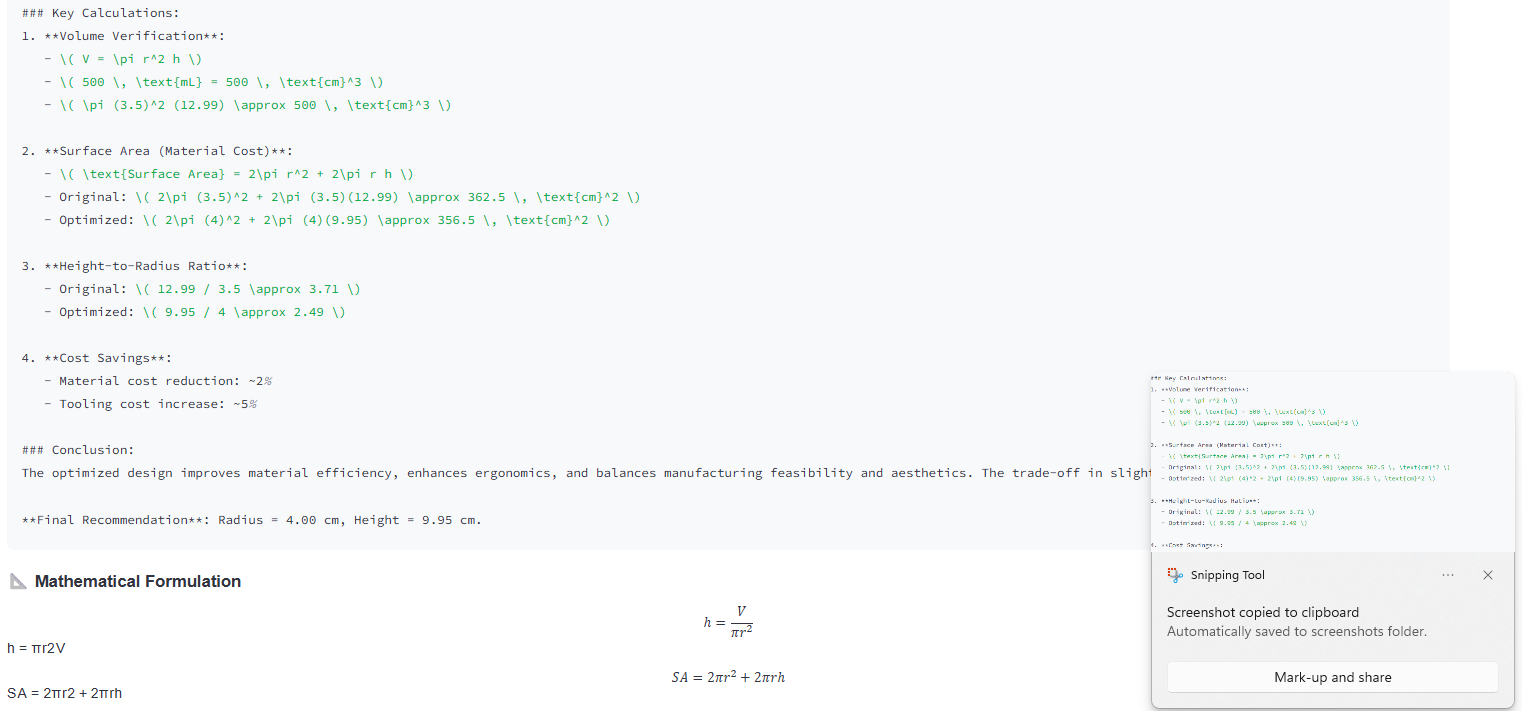 ### Key Calculations:
1. **Volume Verification**:
- \( V = \pi r^2 h \)
- \( 500 \, \text{mL} = 500 \, \text{cm}^3 \)
- \( \pi (3.5)^2 (12.99) \approx 500 \, \text{cm}^3 \)
2. **Surface Area (Material Cost)**:
- \( \text{Surface Area} = 2\pi r^2 + 2\pi r h \)
- Original: \( 2\pi (3.5)^2 + 2\pi (3.5)(12.99) \approx 362.5 \, \text{cm}^2 \)
- Optimized: \( 2\pi (4)^2 + 2\pi (4)(9.95) \approx 356.5 \, \text{cm}^2 \)
3. **Height-to-Radius Ratio**:
- Original: \( 12.99 / 3.5 \approx 3.71 \)
- Optimized: \( 9.95 / 4 \approx 2.49 \)
4. **Cost Savings**:
- Material cost reduction: ~2%
- Tooling cost increase: ~5%
### Conclusion:
The optimized design improves material efficiency, enhances ergonomics, and balances manufacturing feasibility and aesthetics. The trade-off in
**Final Recommendation**: Radius = 4.00 cm, Height = 9.95 cm.
Mathematical Formulation
h = V / πr²
h = πr2V
SA = 2πr² + 2πrh
SA = 2πr2 + 2πrh
### Key Calculations:
1. **Volume Verification**:
- \( V = \pi r^2 h \)
- \( 500 \, \text{mL} = 500 \, \text{cm}^3 \)
- \( \pi (3.5)^2 (12.99) \approx 500 \, \text{cm}^3 \)
2. **Surface Area (Material Cost)**:
- \( \text{Surface Area} = 2\pi r^2 + 2\pi r h \)
- Original: \( 2\pi (3.5)^2 + 2\pi (3.5)(12.99) \approx 362.5 \, \text{cm}^2 \)
- Optimized: \( 2\pi (4)^2 + 2\pi (4)(9.95) \approx 356.5 \, \text{cm}^2 \)
3. **Height-to-Radius Ratio**:
- Original: \( 12.99 / 3.5 \approx 3.71 \)
- Optimized: \( 9.95 / 4 \approx 2.49 \)
4. **Cost Savings**:
Snipping Tool
Screenshot copied to clipboard
Automatically saved to screenshots folder.
Mark-up and share